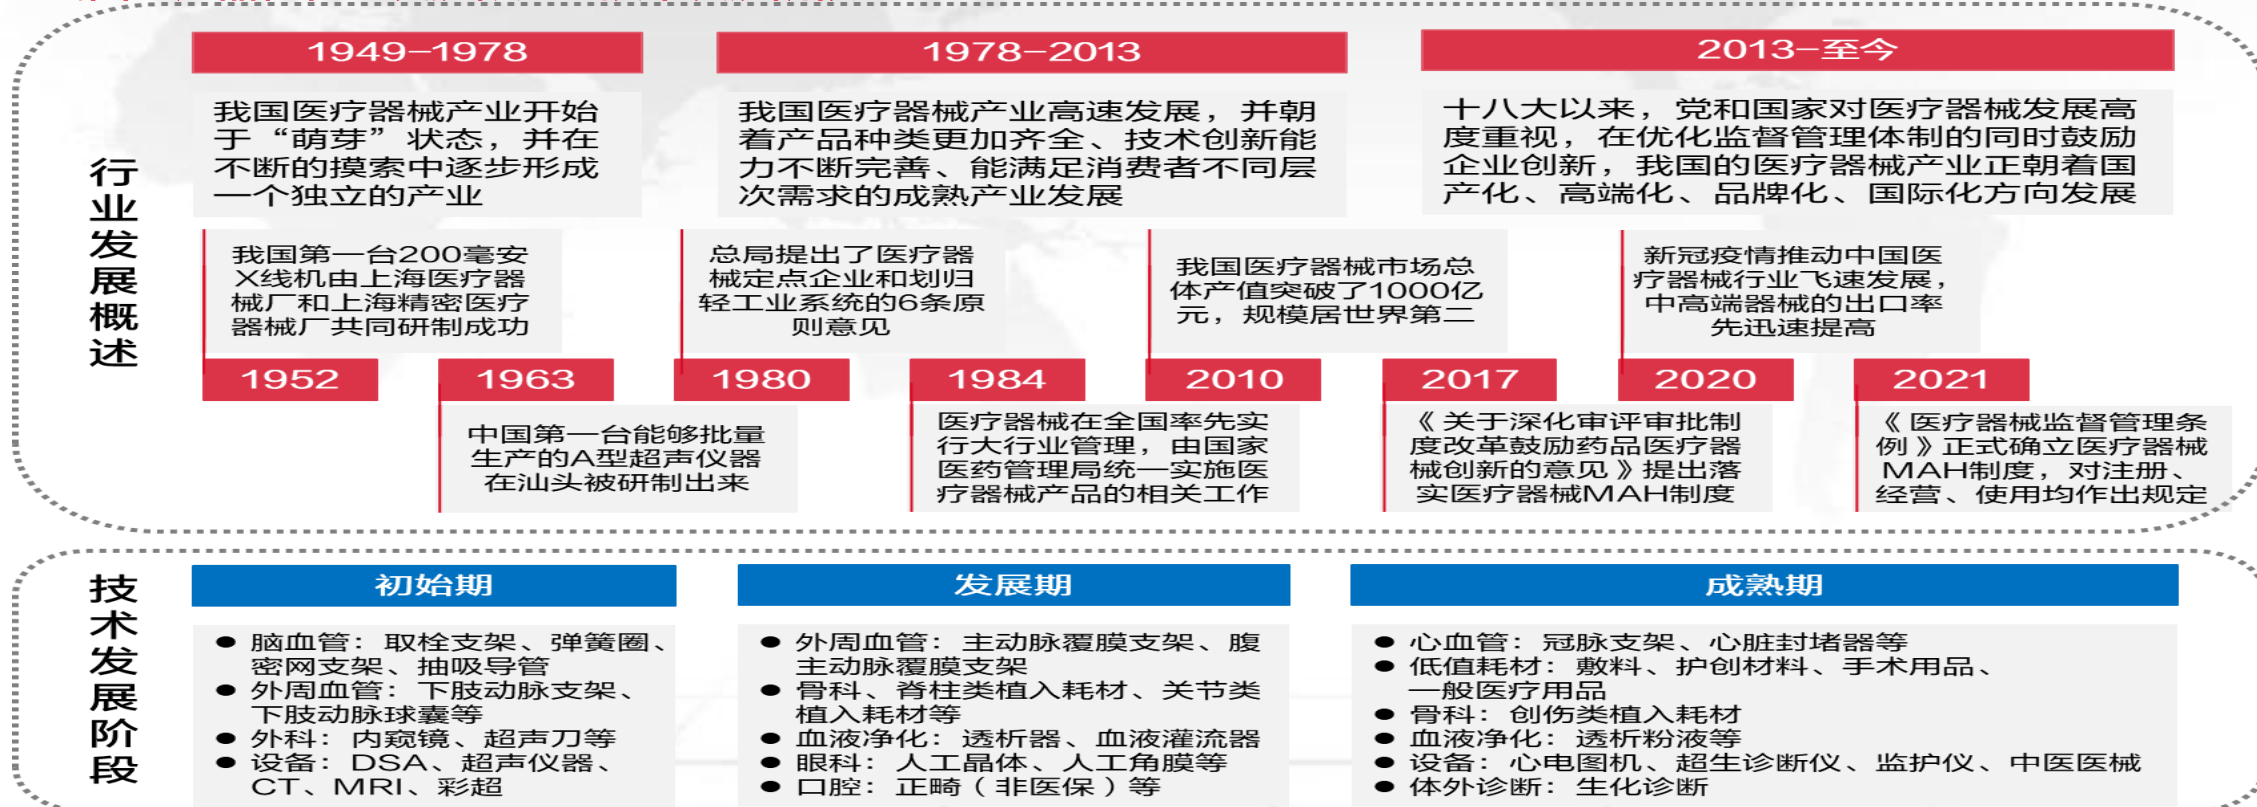 行业发展概述
1949-1978
我国医疗器械产业开始
于“萌芽”状态，并在
不断的摸索中逐步形成
一个独立的产业
1978-2013
我国医疗器械产业高速发展，并朝
着产品种类更加齐全、技术创新能
力不断完善、能满足消费者不同层
次需求的成熟产业发展
2013-至今
十八大以来，党和国家对医疗器械发展高
度重视，在优化监督管理体制的同时鼓励
企业创新，我国的医疗器械产业正朝着国
产化、高端化、品牌化、国际化方向发展
我国第一台200毫安
X线机由上海医疗器
械厂和上海精密医疗
器械厂共同研制成功
总局提出了医疗器
械定点企业和划归
轻工业系统的6条原
则意见
我国医疗器械市场总
体产值突破了1000亿
元，规模居世界第二
新冠疫情推动中国医
疗器械行业飞速发展，
中高端器械的出口率
先迅速提高
1952
1963
1980
1984
2010
2017
2020
2021
中国第一台能够批量
生产的A型超声仪器
在汕头被研制出来
医疗器械在全国率先实
行大行业管理，由国家
医药管理局统一实施医
疗器械产品的相关工作
《关于深化审评审批制
度改革鼓励药品医疗器
械创新的意见》提出落
实医疗器械MAH制度
《医疗器械监督管理条
例》正式确立医疗器械
MAH制度，对注册、
经营、使用均作出规定
技术发展阶段
初始期
● 脑血管：取栓支架、弹簧圈、
密网支架、抽吸导管
● 外周血管：下肢动脉支架、
下肢动脉球囊等
● 外科：内窥镜、超声刀等
● 设备：DSA、超声仪器、
CT、MRI、彩超
发展期
● 外周血管：主动脉覆膜支架、腹
主动脉覆膜支架
● 骨科、脊柱类植入耗材、关节类
植入耗材等
● 血液净化：透析器、血液灌流器
● 眼科：人工晶体、人工角膜等
● 口腔：正畸（非医保）等
成熟期
● 心血管：冠脉支架、心脏封堵器等
● 低值耗材：敷料、护创材料、手术用品、
一般医疗用品
● 骨科：创伤类植入耗材
● 血液净化：透析粉液等
● 设备：心电图机、超生诊断仪、监护仪、中医医械
● 体外诊断：生化诊断